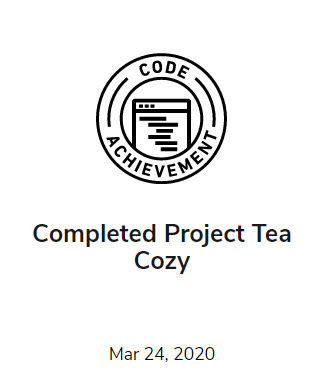 CODE
ACHIEVEMENT
Completed Project Tea
Cozy
Mar 24, 2020